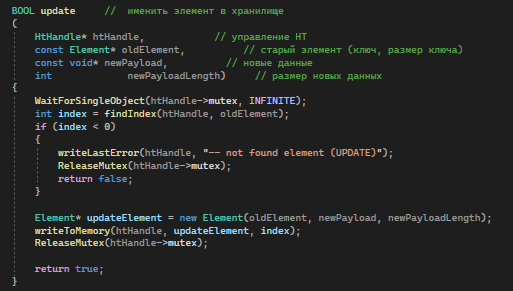 BOOL update     //  именить элемент в хранилище
(
    HtHandle* htHandle,            // управление HT
    const Element* oldElement,          // старый элемент (ключ, размер ключа)
    const void* newPayload,          // новые данные
    int             newPayloadLength)     // размер новых данных
{
    WaitForSingleObject(htHandle->mutex, INFINITE);
    int index = findIndex(htHandle, oldElement);
    if (index < 0)
    {
        writeLastError(htHandle, "-- not found element (UPDATE)");
        ReleaseMutex(htHandle->mutex);
        return false;
    }

    Element* updateElement = new Element(oldElement, newPayload, newPayloadLength);
    writeToMemory(htHandle, updateElement, index);
    ReleaseMutex(htHandle->mutex);

    return true;
}